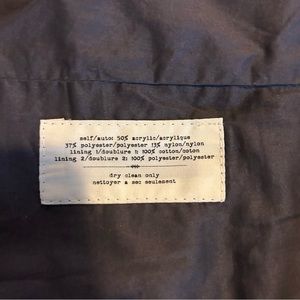 self/auto: 50% acrylic/acrylique
37% polyester/polyester 13% nylon/nylon
lining 1/doublure 1: 100% cotton/coton
lining 2/doublure 2: 100% polyester/polyester
dry clean only
nettoyer a sec seulement